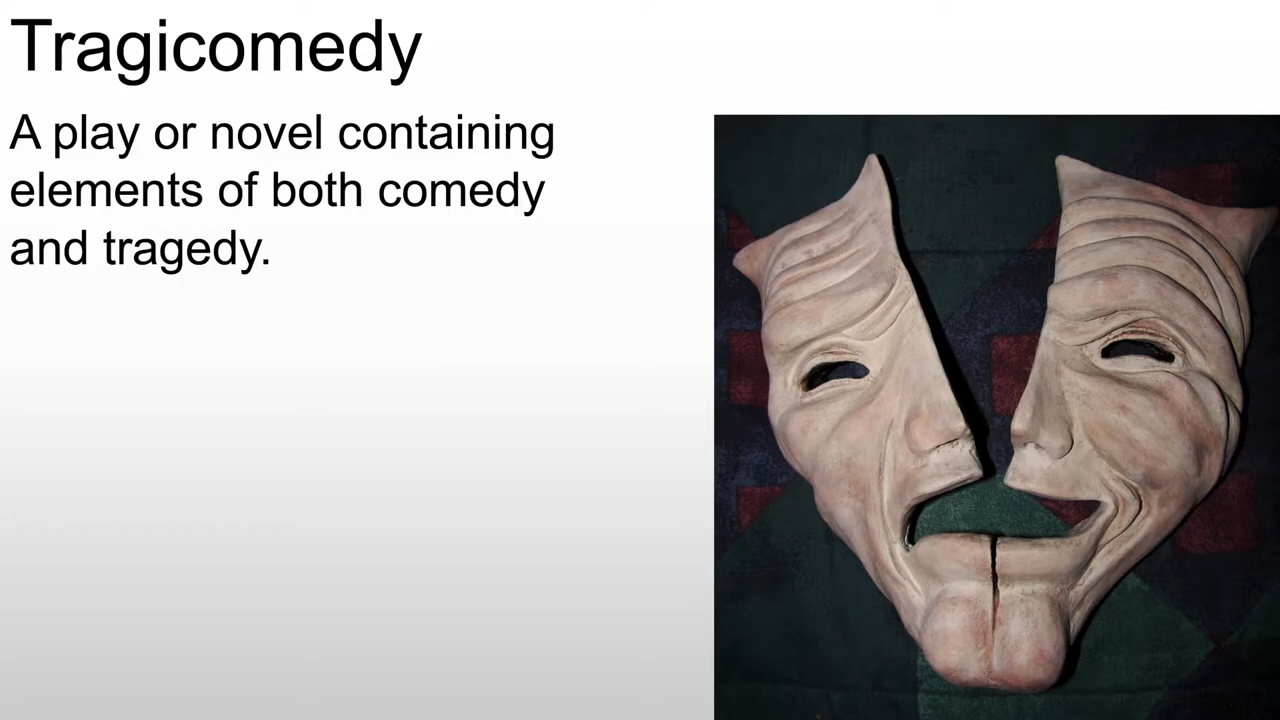 Tragicomedy
A play or novel containing
elements of both comedy
and tragedy.